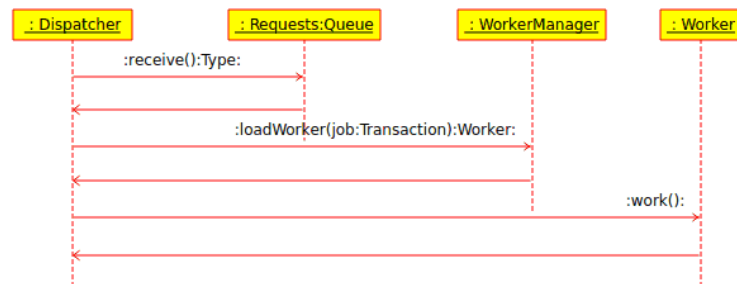 : Dispatcher
: Requests:Queue
: WorkerManager
: Worker
:receive():Type:
:loadWorker(job:Transaction):Worker:
:work():